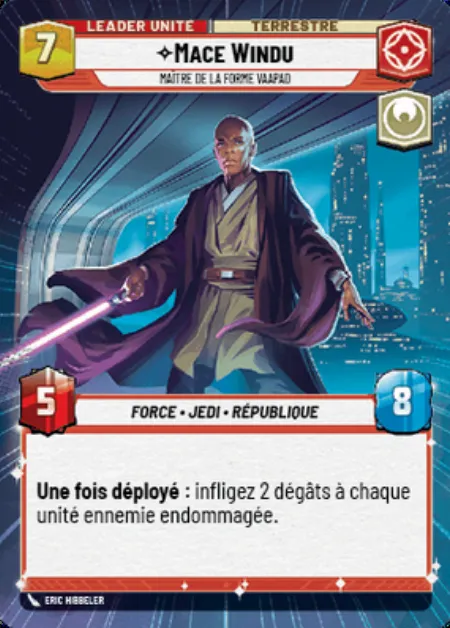 7
LEADER UNITÉ
TERRESTRE
✧MACE WINDU
MAÎTRE DE LA FORME VAAPAD
5
FORCE • JEDI • RÉPUBLIQUE
8
Une fois déployé : infligez 2 dégâts à chaque
unité ennemie endommagée.
ERIC HIBBELER